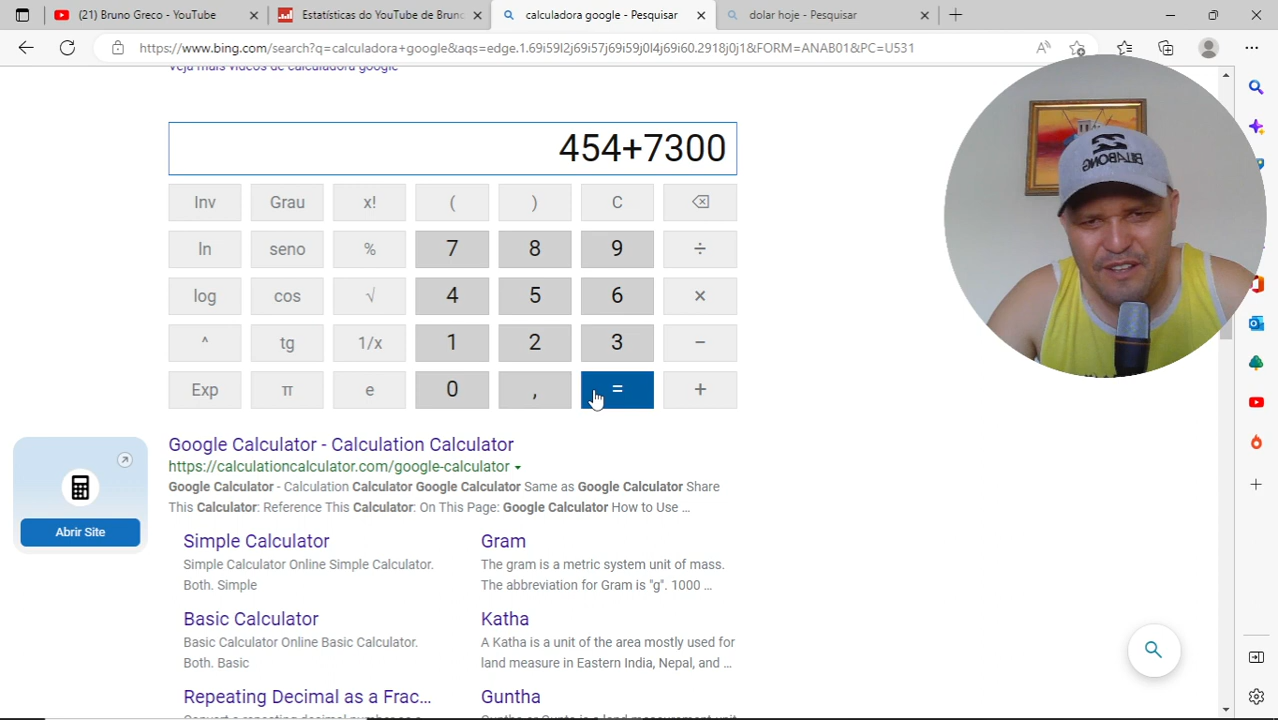 (21) Bruno Greco - YouTube
Estatísticas do YouTube de Brun
calculadora google - Pesquisar
dolar hoje - Pesquisar
https://www.bing.com/search?q=calculadora+google&aqs=edge.1.69i59l2j69i57j69i59j0l4j69i60.2918j0j1&FORM=ANAB01&PC=U531
Veja mais vídeos de calculadora google
454+7300
Inv Grau x! ( ) C
ln seno % 7 8 9 ÷
log cos √ 4 5 6 ×
^ tg 1/x 1 2 3 −
Exp π e 0 , = +
BILLABONG
Abrir Site
Google Calculator - Calculation Calculator
https://calculationcalculator.com/google-calculator
Google Calculator - Calculation Calculator Google Calculator Same as Google Calculator Share
This Calculator: Reference This Calculator: On This Page: Google Calculator How to Use ...
Simple Calculator
Simple Calculator Online Simple Calculator.
Both. Simple
Gram
The gram is a metric system unit of mass.
The abbreviation for Gram is "g". 1000 ...
Basic Calculator
Basic Calculator Online Basic Calculator.
Both. Basic
Katha
A Katha is a unit of the area mostly used for
land measure in Eastern India, Nepal, and ...
Repeating Decimal as a Frac...
Guntha